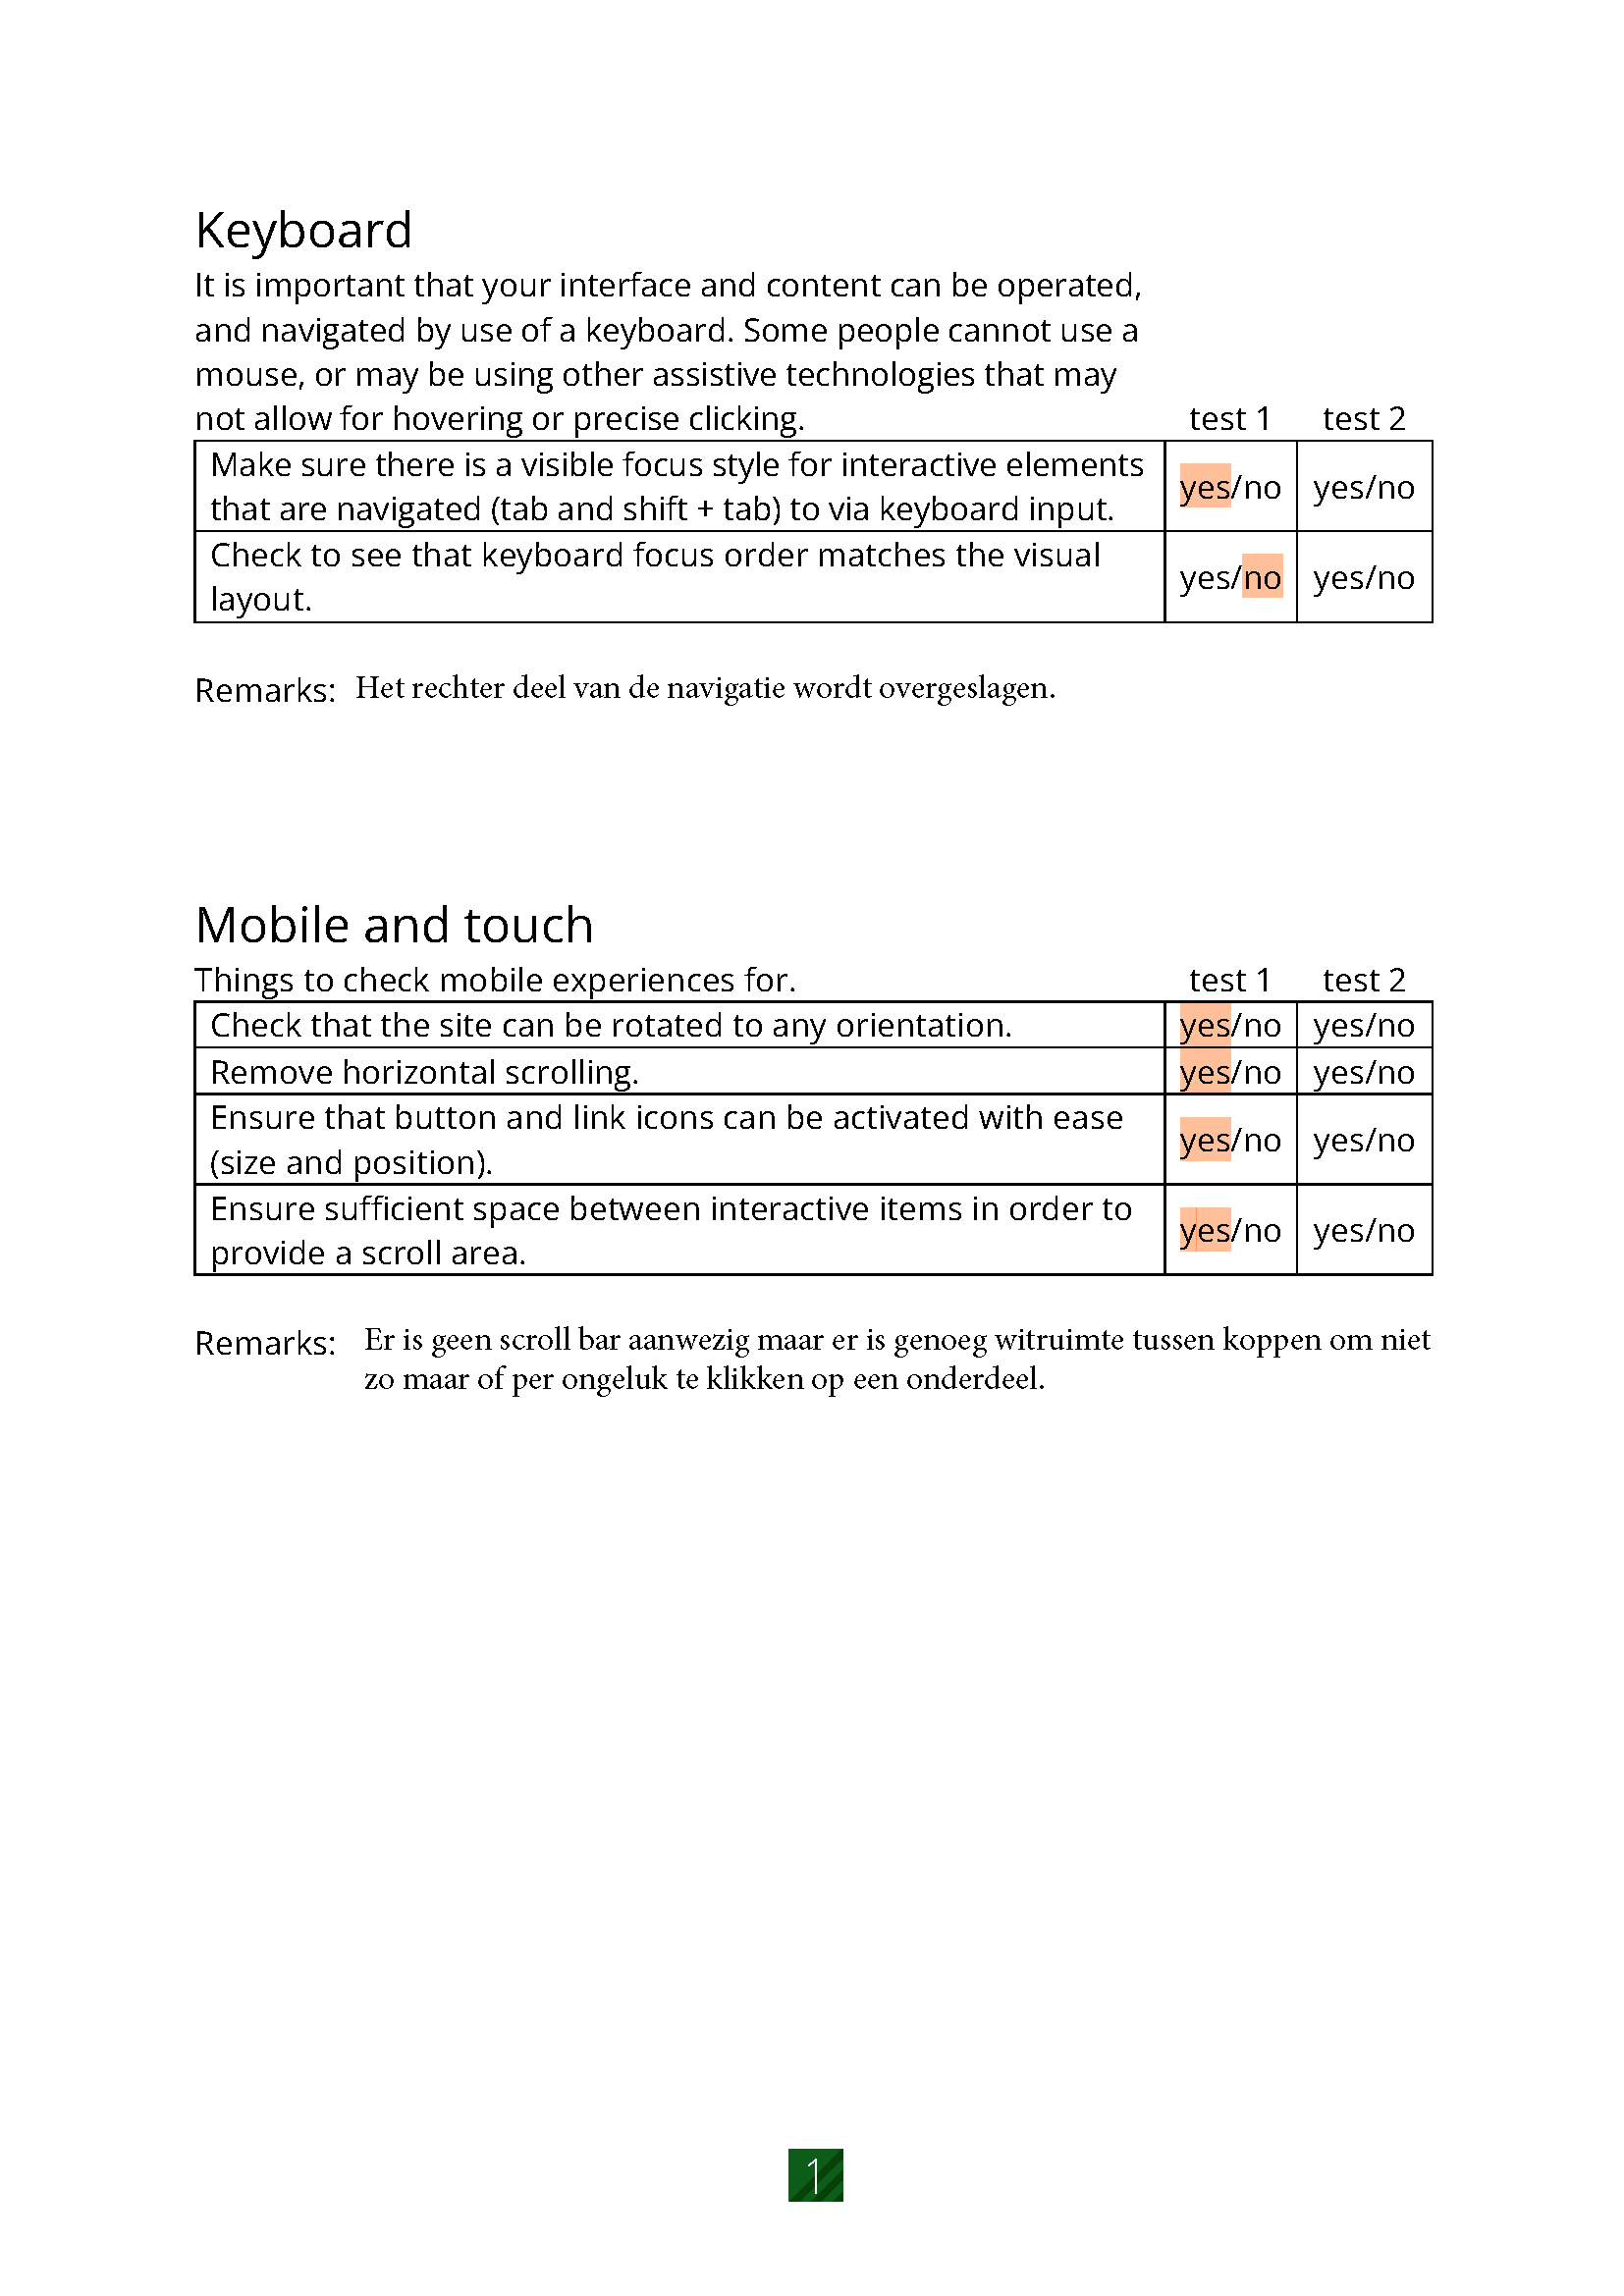 Keyboard
It is important that your interface and content can be operated,
and navigated by use of a keyboard. Some people cannot use a
mouse, or may be using other assistive technologies that may
not allow for hovering or precise clicking. test 1 test 2
Make sure there is a visible focus style for interactive elements
that are navigated (tab and shift + tab) to via keyboard input.
yes/no yes/no
Check to see that keyboard focus order matches the visual
layout.
yes/no yes/no
Remarks: Het rechter deel van de navigatie wordt overgeslagen.
Mobile and touch
Things to check mobile experiences for. test 1 test 2
Check that the site can be rotated to any orientation. yes/no yes/no
Remove horizontal scrolling. yes/no yes/no
Ensure that button and link icons can be activated with ease
(size and position).
yes/no yes/no
Ensure sufficient space between interactive items in order to
provide a scroll area.
yes/no yes/no
Remarks: Er is geen scroll bar aanwezig maar er is genoeg witruimte tussen koppen om niet
zo maar of per ongeluk te klikken op een onderdeel.
1